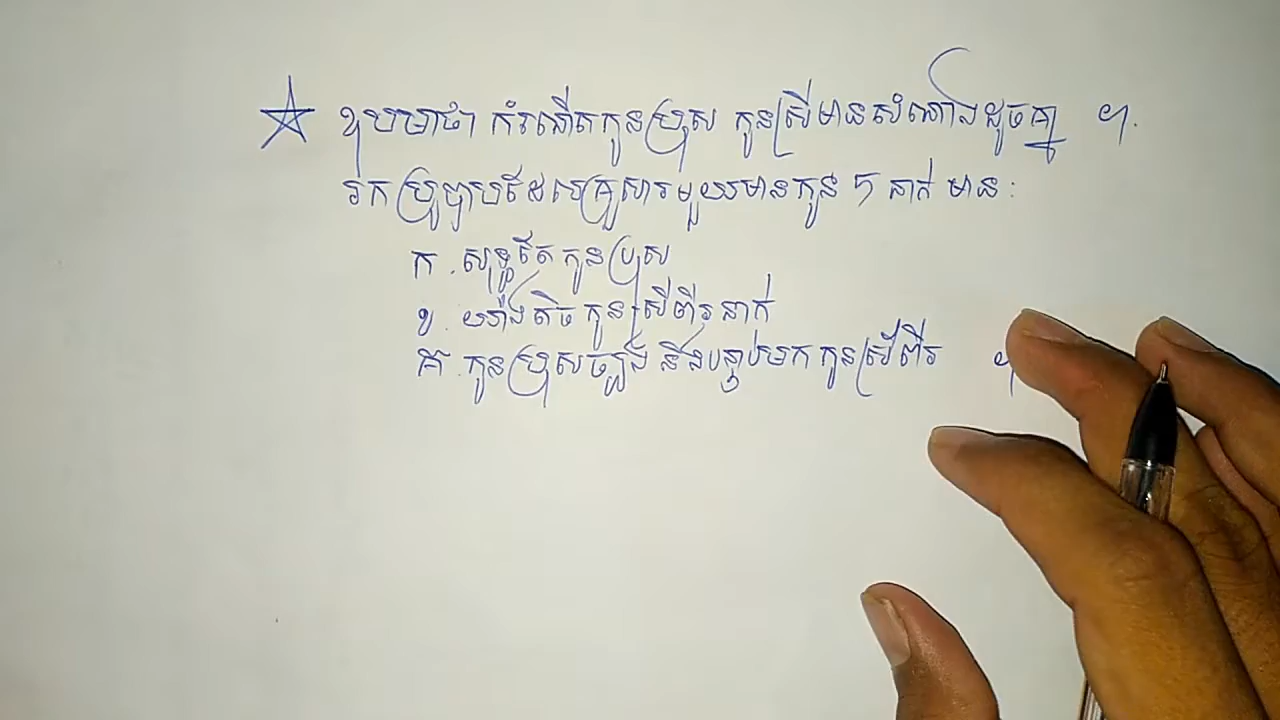 ឧបមាថា កំរណើតកូនប្រុស កូនស្រីមានសំណាងដូចគ្នា ។
រកប្រូបាបដែលគ្រួសារមួយមានកូន ៥ នាក់ មាន:
ក . សុទ្ធតែ កូនប្រុស
ខ . យ៉ាងតិច កូនស្រីពីរ នាក់
គ . កូនប្រុសច្បង និងបន្ទាប់មក កូនស្រីពីរ ។